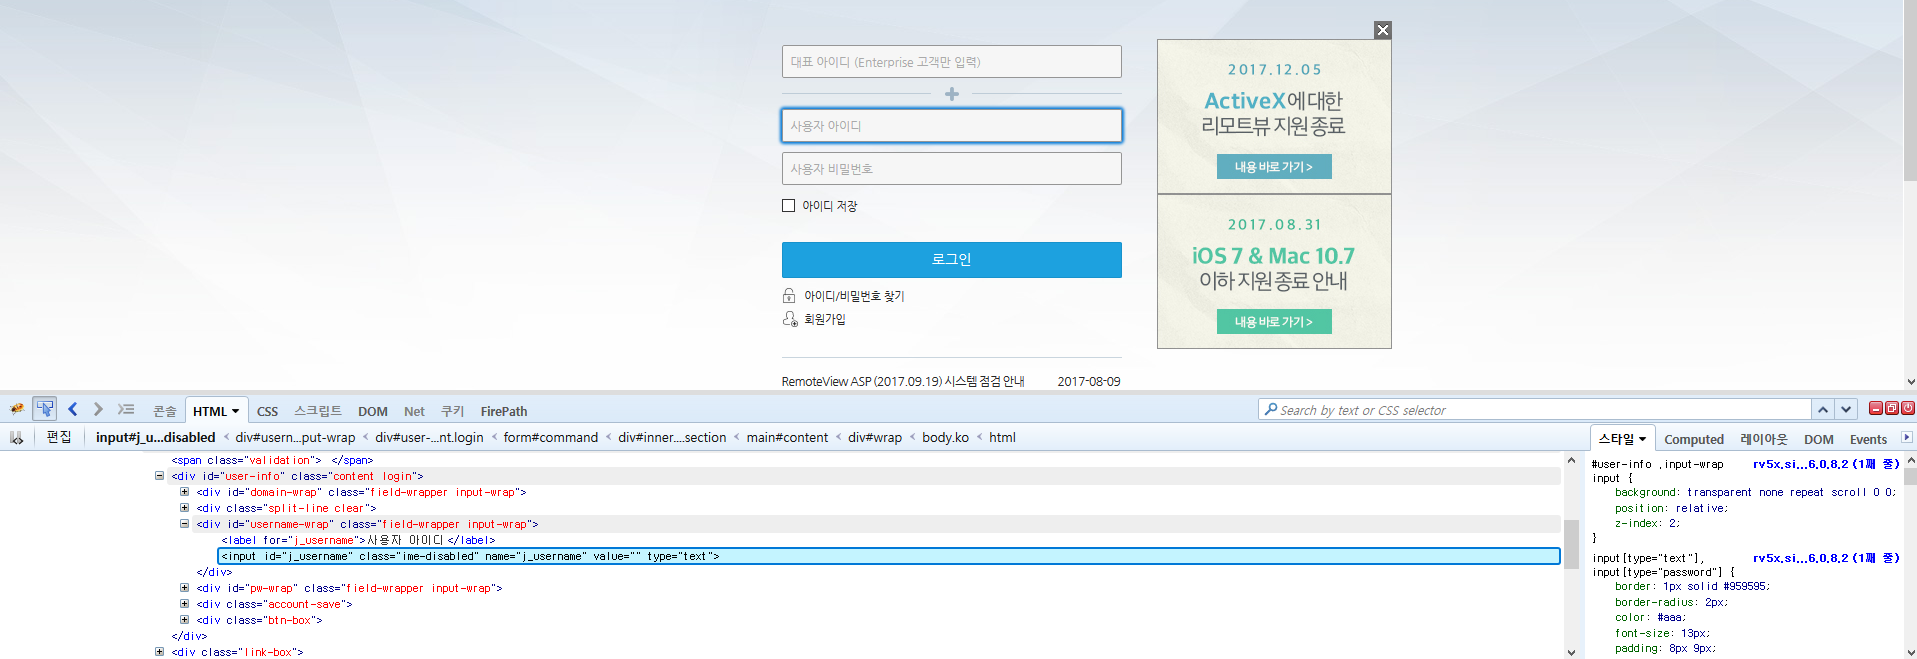 대표 아이디 (Enterprise 고객만 입력)
사용자 아이디
사용자 비밀번호
아이디 저장
로그인
아이디/비밀번호 찾기
회원가입
RemoteView ASP (2017.09.19) 시스템 점검 안내 2017-08-09
2017.12.05
ActiveX에 대한
리모트뷰 지원 종료
내용 바로 가기 >
2017.08.31
iOS 7 & Mac 10.7
이하 지원 종료 안내
내용 바로 가기 >
콘솔 HTML CSS 스크립트 DOM Net 쿠키 FirePath
Search by text or CSS selector
편집 input#j_u...disabled < div#usern...put-wrap < div#user-...nt.login < form#command < div#inner....section < main#content < div#wrap < body.ko < html
<span class="validation"> </span>
<div id="user-info" class="content login">
<div id="domain-wrap" class="field-wrapper input-wrap">
<div class="split-line clear">
<div id="username-wrap" class="field-wrapper input-wrap">
<label for="j_username">사용자 아이디</label>
<input id="j_username" class="ime-disabled" name="j_username" value="" type="text">
</div>
<div id="pw-wrap" class="field-wrapper input-wrap">
<div class="account-save">
<div class="btn-box">
</div>
<div class="link-box">
스타일 Computed 레이아웃 DOM Events
#user-info .input-wrap rv5x.si...6.0.8.2 (1째 줄)
input {
background: transparent none repeat scroll 0 0;
position: relative;
z-index: 2;
}
input[type="text"], rv5x.si...6.0.8.2 (1째 줄)
input[type="password"] {
border: 1px solid #959595;
border-radius: 2px;
color: #aaa;
font-size: 13px;
padding: 8px 9px;